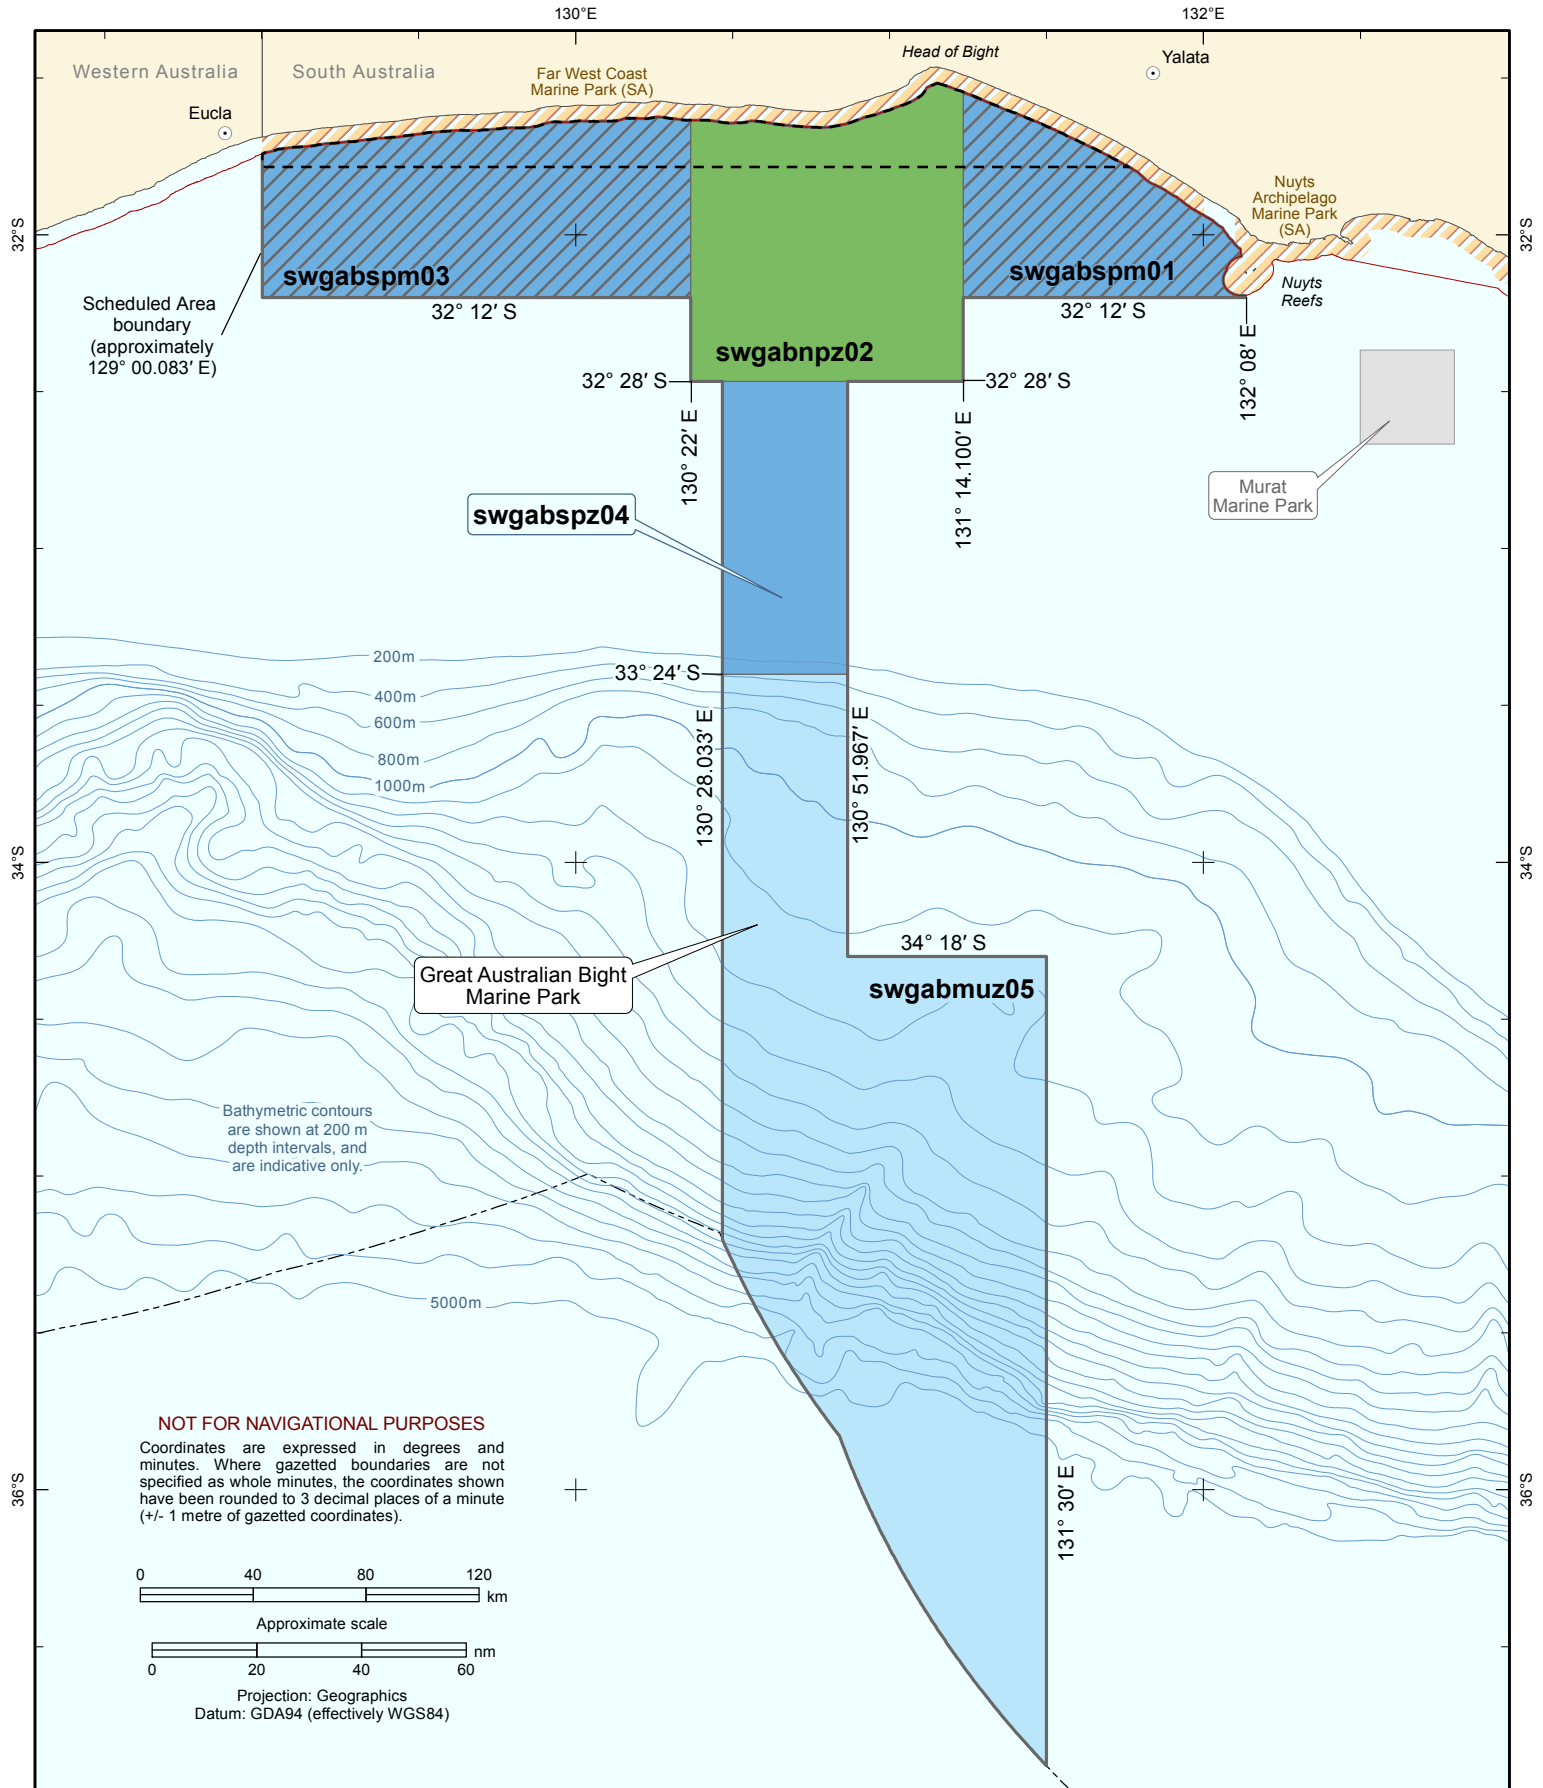 130°E
132°E
Head of Bight
Yalata
Western Australia
South Australia
Far West Coast
Marine Park (SA)
Eucla
Nuyts
Archipelago
Marine Park
(SA)
32°S
32°S
swgabspm03
swgabspm01
Nuyts
Reefs
Scheduled Area
boundary
(approximately
129° 00.083′ E)
32° 12′ S
32° 12′ S
swgabnpz02
32° 28′ S
32° 28′ S
132° 08′ E
130° 22′ E
131° 14.100′ E
Murat
Marine Park
swgabspz04
200m
33° 24′ S
400m
600m
800m
1000m
130° 28.033′ E
130° 51.967′ E
34°S
34°S
34° 18′ S
Great Australian Bight
Marine Park
swgabmuz05
Bathymetric contours
are shown at 200 m
depth intervals, and
are indicative only.
5000m
NOT FOR NAVIGATIONAL PURPOSES
Coordinates are expressed in degrees and
minutes. Where gazetted boundaries are not
specified as whole minutes, the coordinates shown
have been rounded to 3 decimal places of a minute
(+/- 1 metre of gazetted coordinates).
36°S
36°S
131° 30′ E
0 40 80 120
km
Approximate scale
nm
0 20 40 60
Projection: Geographics
Datum: GDA94 (effectively WGS84)